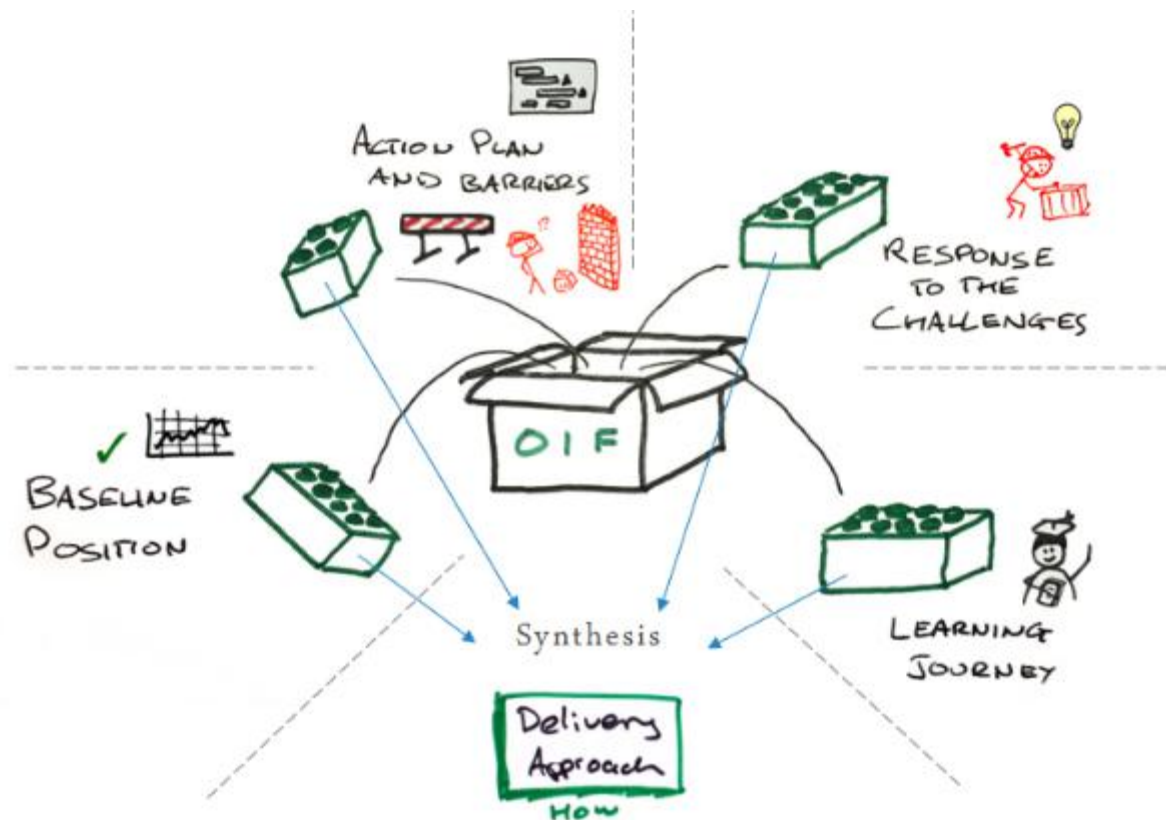 ACTION PLAN
AND BARRIERS
!?
RESPONSE
TO THE
CHALLENGES
OIF
BASELINE
POSITION
LEARNING
JOURNEY
Synthesis
Delivery
Approach
How